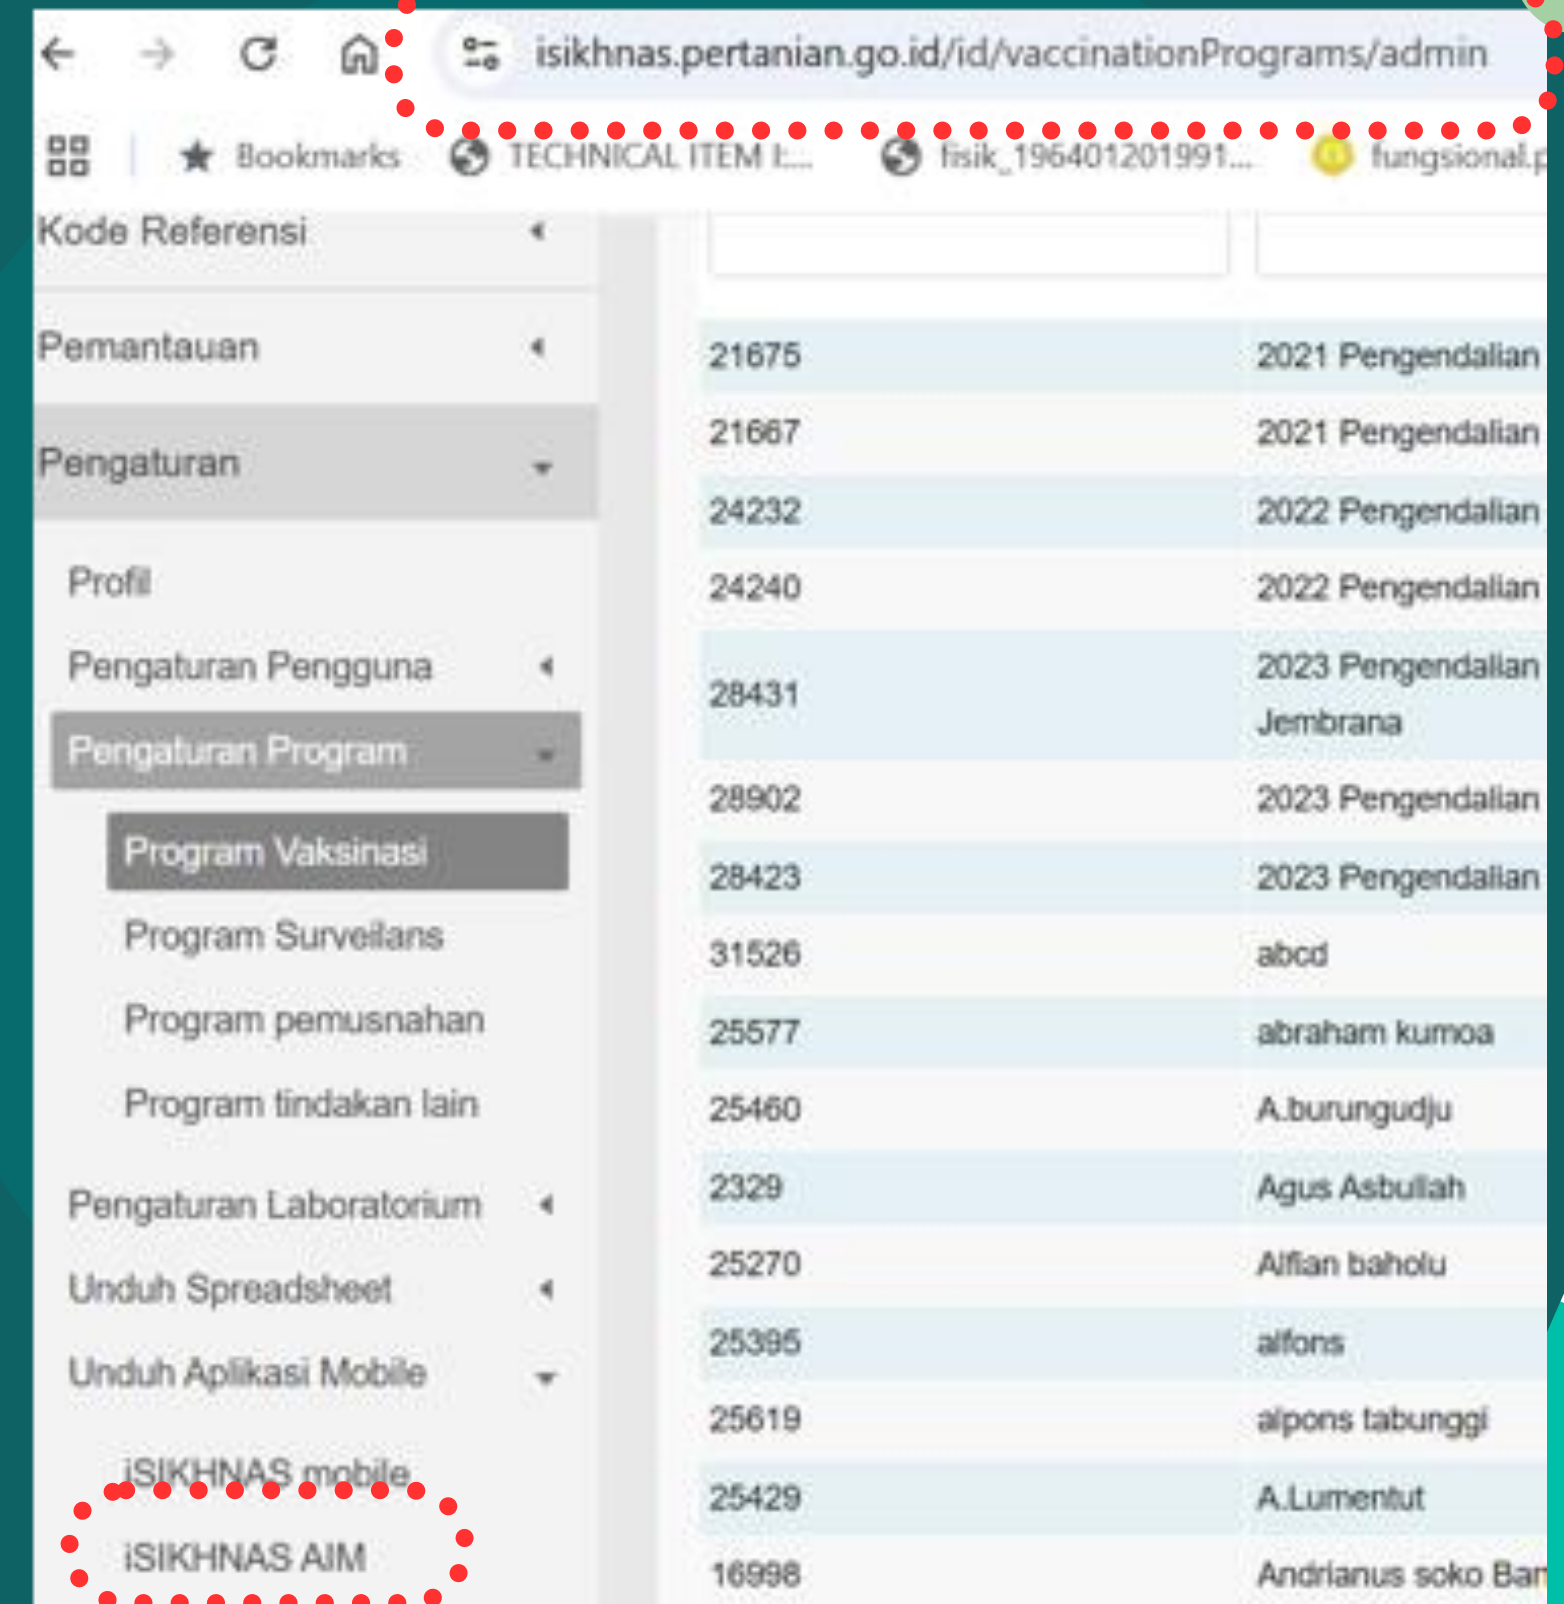 isikhnas.pertanian.go.id/id/vaccinationPrograms/admin
Bookmarks
TECHNICAL ITEM I:...
fisik_196401201991...
fungsional.p
Kode Referensi
Pemantauan
Pengaturan
Profil
Pengaturan Pengguna
Pengaturan Program
Program Vaksinasi
Program Surveilans
Program pemusnahan
Program tindakan lain
Pengaturan Laboratorium
Unduh Spreadsheet
Unduh Aplikasi Mobile
iSIKHNAS mobile
iSIKHNAS AIM
21675 2021 Pengendalian
21667 2021 Pengendalian
24232 2022 Pengendalian
24240 2022 Pengendalian
28431 2023 Pengendalian
Jembrana
28902 2023 Pengendalian
28423 2023 Pengendalian
31526 abcd
25577 abraham kumoa
25460 A.burungudju
2329 Agus Asbullah
25270 Alfian baholu
25395 alfons
25619 alpons tabunggi
25429 A.Lumentut
16998 Andrianus soko Ban